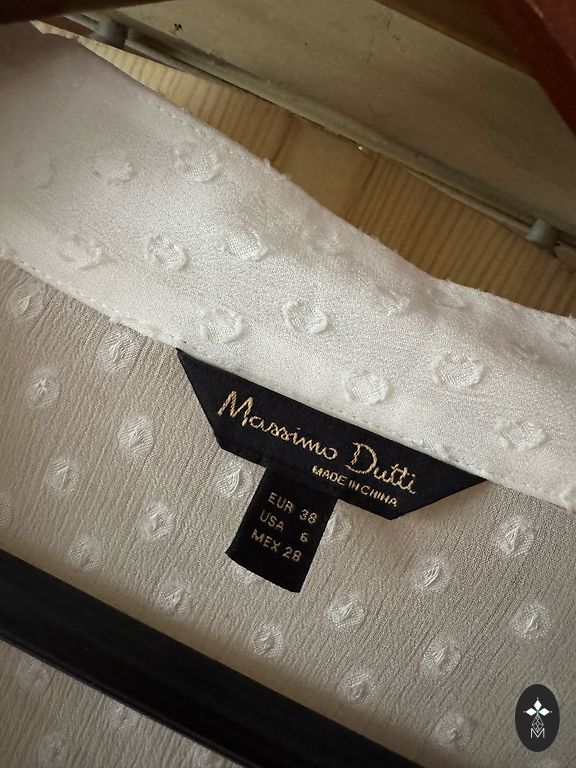 Massimo Dutti
MADE IN CHINA
EUR 38
USA 6
MEX 28
M